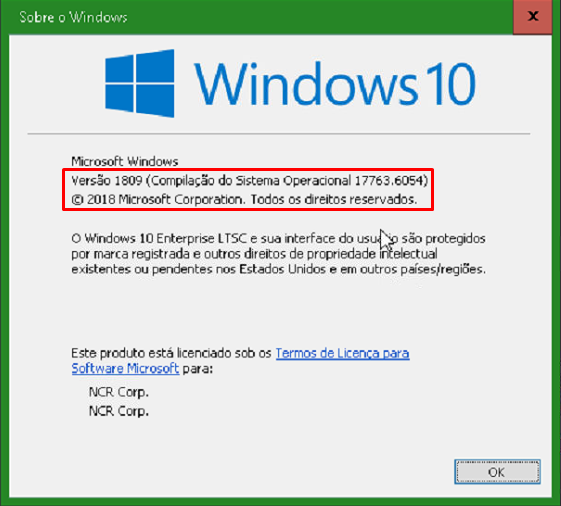 Sobre o Windows
x
Windows 10
Microsoft Windows
Versão 1809 (Compilação do Sistema Operacional 17763.6054)
© 2018 Microsoft Corporation. Todos os direitos reservados.
O Windows 10 Enterprise LTSC e sua interface do usuário são protegidos
por marca registrada e outros direitos de propriedade intelectual
existentes ou pendentes nos Estados Unidos e em outros países/regiões.
Este produto está licenciado sob os Termos de Licença para
Software Microsoft para:
NCR Corp.
NCR Corp.
OK